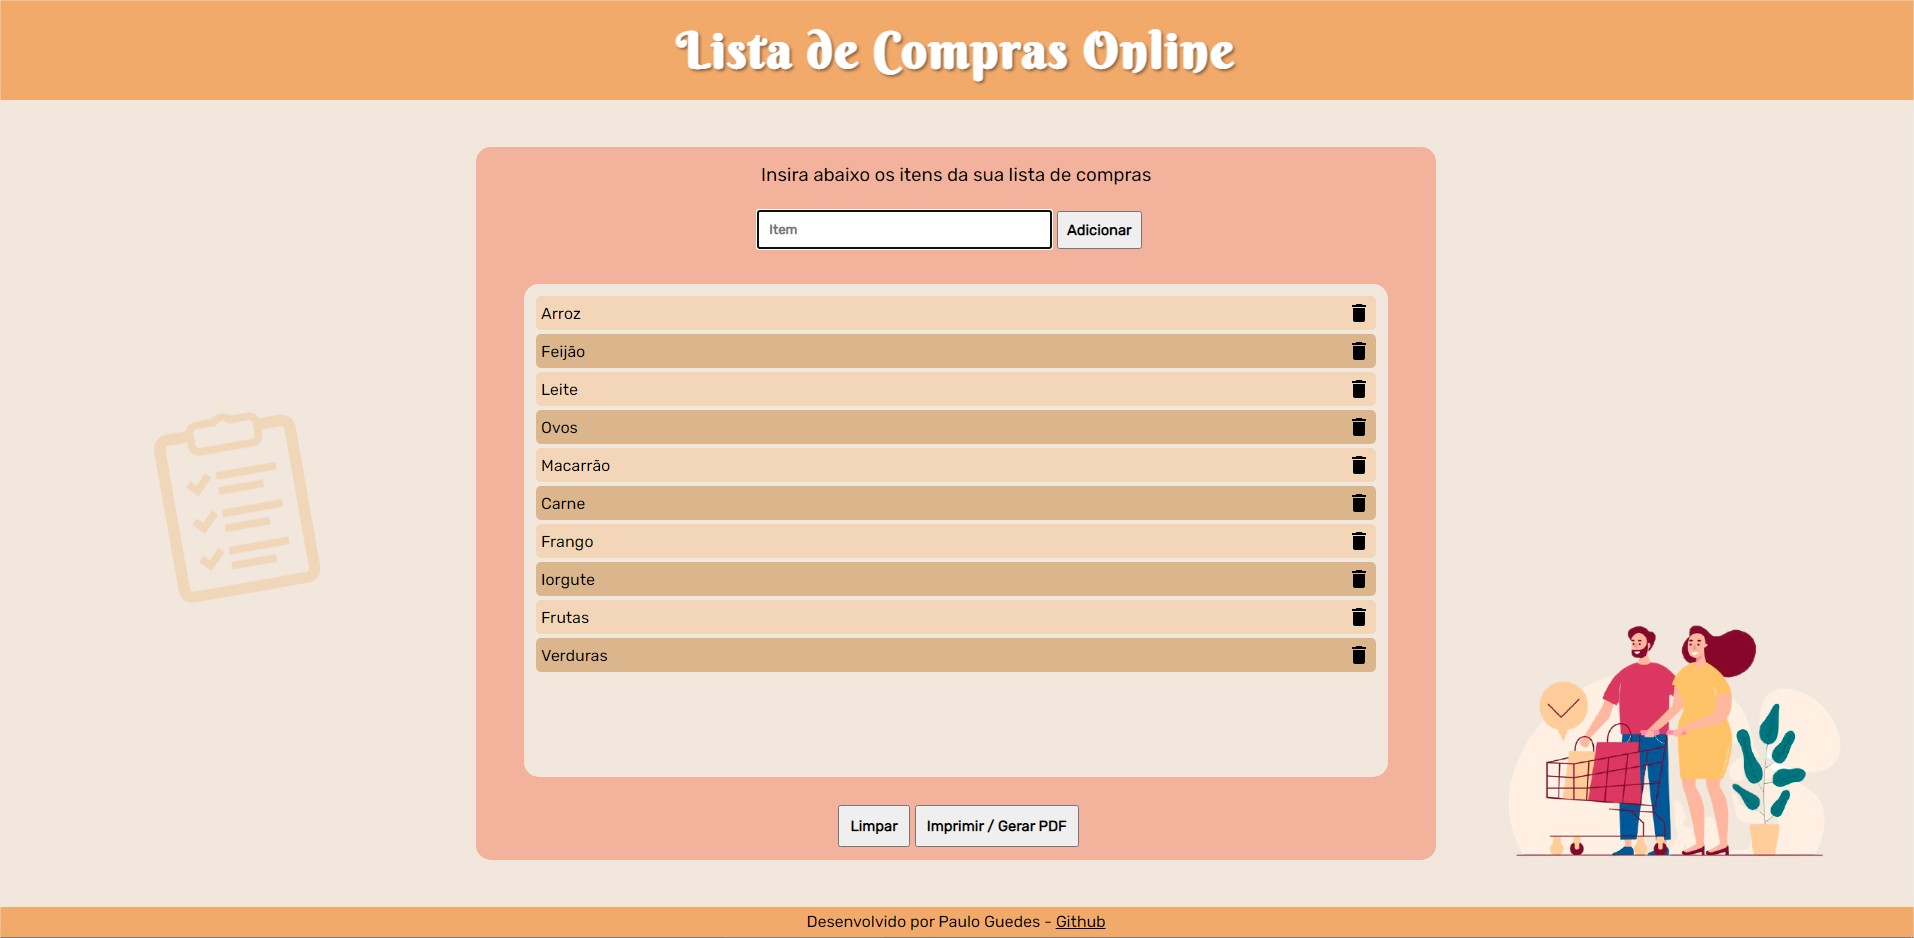 Lista de Compras Online
Insira abaixo os itens da sua lista de compras
Item Adicionar
Arroz
Feijão
Leite
Ovos
Macarrão
Carne
Frango
Iorgute
Frutas
Verduras
Limpar Imprimir / Gerar PDF
Desenvolvido por Paulo Guedes - Github